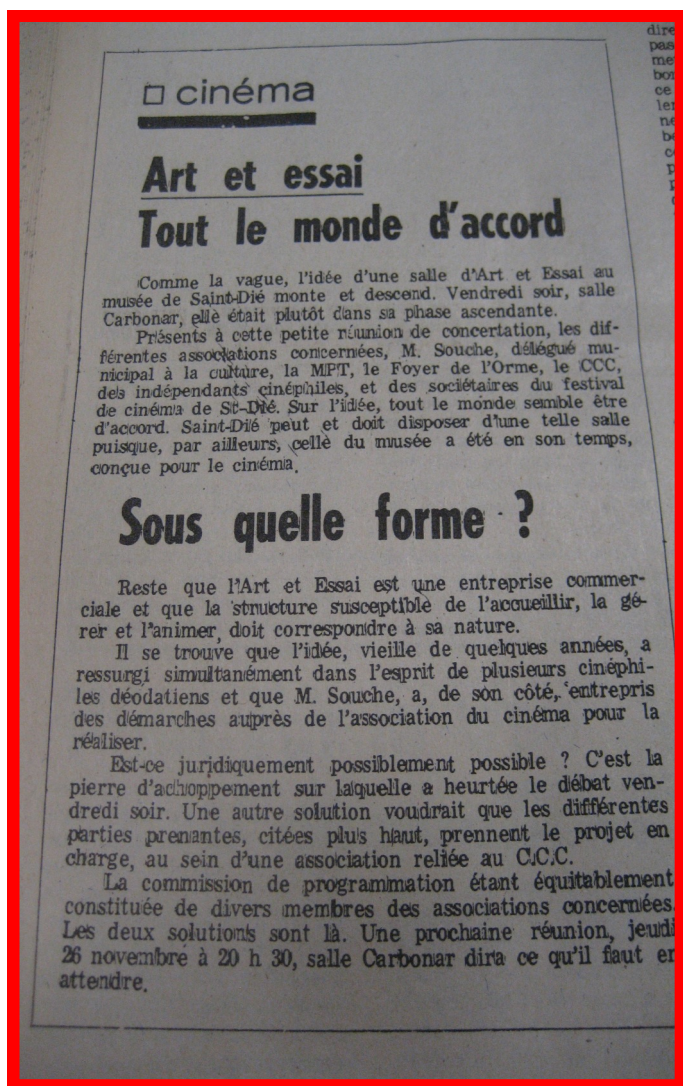 □ cinéma
Art et essai
Tout le monde d'accord
Comme la vague, l'idée d'une salle d'Art et Essai au
musée de Saint-Dié monte et descend. Vendredi soir, salle
Carbonar, elle était plutôt dans sa phase ascendante.
Présents à cette petite réunion de concertation, les dif-
férentes associations concernées, M. Souche, délégué mu-
nicipal à la culture, la MPT, le Foyer de l'Orme, le CCC,
des indépendants cinéphiles, et des sociétaires du festival
de cinéma de St-Dié. Sur l'idée, tout le monde semble être
d'accord. Saint-Dié peut et doit disposer d'une telle salle
puisque, par ailleurs, celle du musée a été en son temps,
conçue pour le cinéma.
Sous quelle forme ?
Reste que l'Art et Essai est une entreprise commer-
ciale et que la structure susceptible de l'accueillir, la gé-
rer et l'animer, doit correspondre à sa nature.
Il se trouve que l'idée, vieille de quelques années, a
ressurgi simultanément dans l'esprit de plusieurs cinéphi-
les déodatiens et que M. Souche, a, de son côté, entrepris
des démarches auprès de l'association du cinéma pour la
réaliser.
Est-ce juridiquement possiblement possible ? C'est la
pierre d'achoppement sur laquelle a heurtée le débat ven-
dredi soir. Une autre solution voudrait que les différentes
parties prenantes, citées plus haut, prennent le projet en
charge, au sein d'une association reliée au C.C.C.
La commission de programmation étant équitablement
constituée de divers membres des associations concernées.
Les deux solutions sont là. Une prochaine réunion, jeudi
26 novembre à 20 h 30, salle Carbonar dira ce qu'il faut en
attendre.